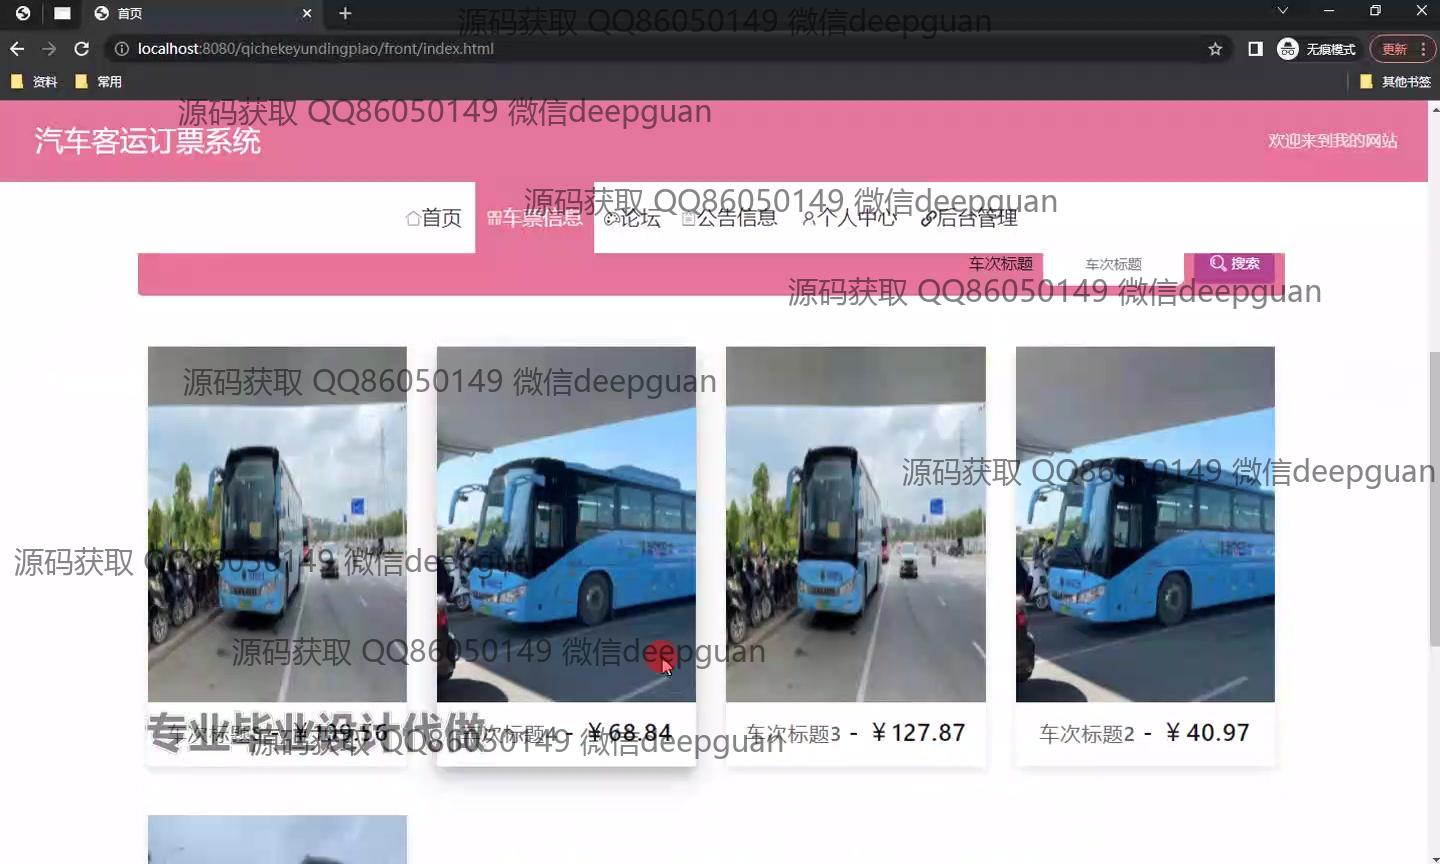 首页
localhost:8080/qichekeyundingpiao/front/index.html
无痕模式
更新
资料
常用
其他书签
源码获取 QQ86050149 微信deepguan
源码获取 QQ86050149 微信deepguan
汽车客运订票系统
欢迎来到我的网站
源码获取 QQ86050149 微信deepguan
首页
车票信息
论坛
公告信息
个人中心
后台管理
车次标题
车次标题
搜索
源码获取 QQ86050149 微信deepguan
源码获取 QQ86050149 微信deepguan
源码获取 QQ86050149 微信deepguan
源码获取 QQ86050149 微信deepguan
源码获取 QQ86050149 微信deepguan
专业毕业设计代做
车次标题4 - ￥68.84
车次标题3 - ￥127.87
车次标题2 - ￥40.97
源码获取 QQ86050149 微信deepguan